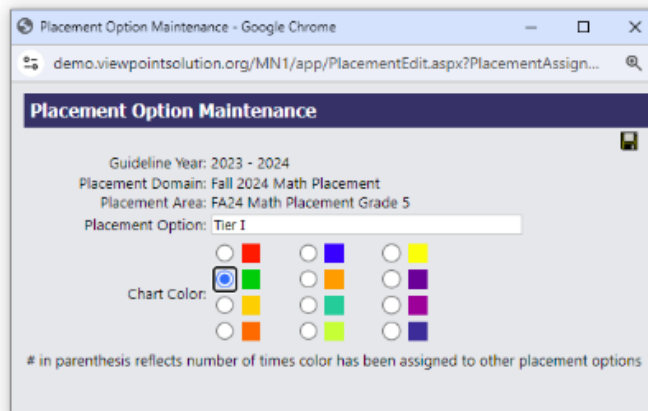 Placement Option Maintenance - Google Chrome
demo.viewpointsolution.org/MN1/app/PlacementEdit.aspx?PlacementAssign...
Placement Option Maintenance
Guideline Year: 2023 - 2024
Placement Domain: Fall 2024 Math Placement
Placement Area: FA24 Math Placement Grade 5
Placement Option: Tier I
Chart Color:
# in parenthesis reflects number of times color has been assigned to other placement options